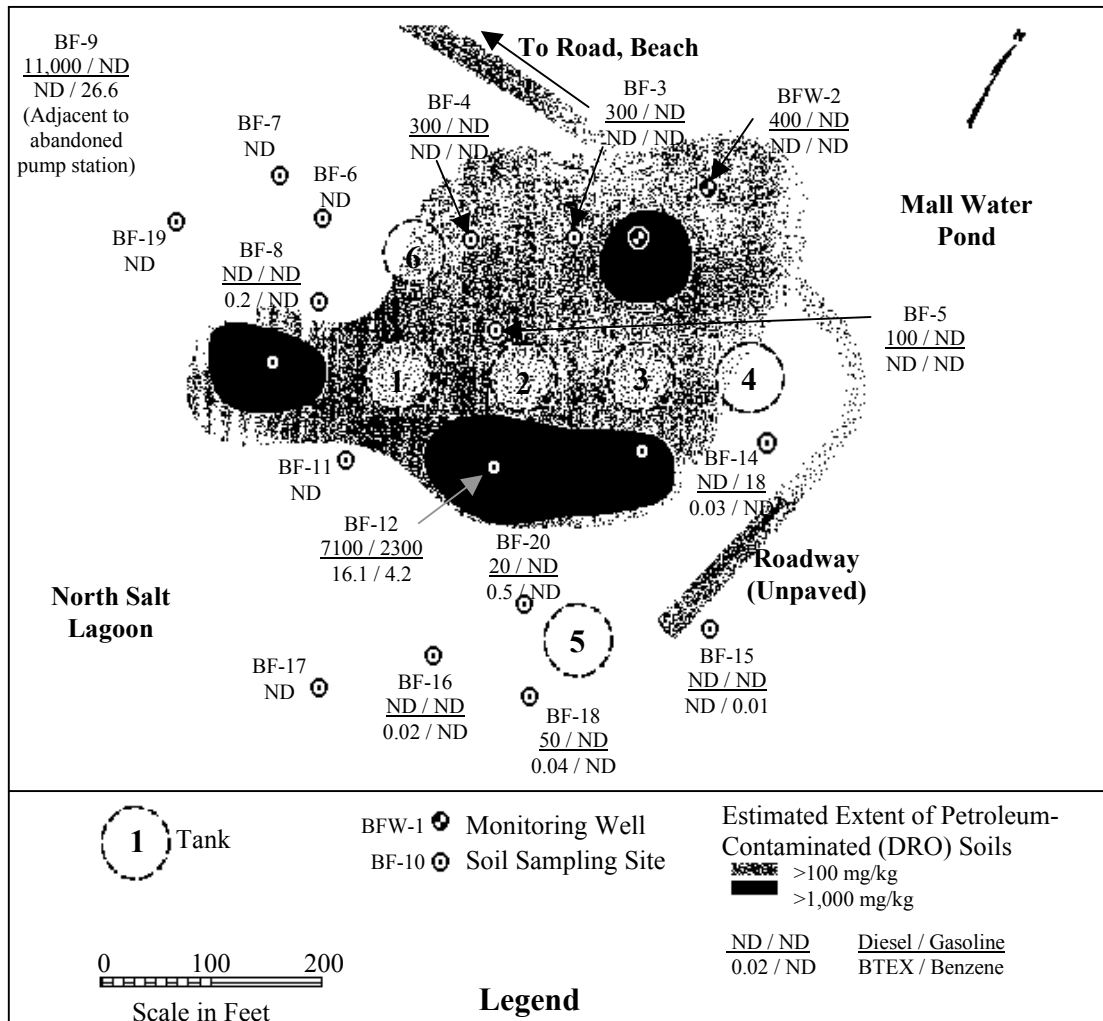 BF-9
11,000 / ND
ND / 26.6
(Adjacent to
abandoned
pump station)
To Road, Beach
BF-7
ND
BF-6
ND
BF-4
300 / ND
ND / ND
BF-3
300 / ND
ND / ND
BFW-2
400 / ND
ND / ND
Mall Water
Pond
BF-19
ND
BF-8
ND / ND
0.2 / ND
6
BF-5
100 / ND
ND / ND
1
2
3
4
BF-11
ND
BF-14
ND / 18
0.03 / ND
BF-12
7100 / 2300
16.1 / 4.2
BF-20
20 / ND
0.5 / ND
Roadway
(Unpaved)
North Salt
Lagoon
5
BF-17
ND
BF-16
ND / ND
0.02 / ND
BF-18
50 / ND
0.04 / ND
BF-15
ND / ND
ND / 0.01
1
Tank
BFW-1
Monitoring Well
BF-10
Soil Sampling Site
Estimated Extent of Petroleum-
Contaminated (DRO) Soils
>100 mg/kg
>1,000 mg/kg
ND / ND
0.02 / ND
Diesel / Gasoline
BTEX / Benzene
0 100 200
Scale in Feet
Legend